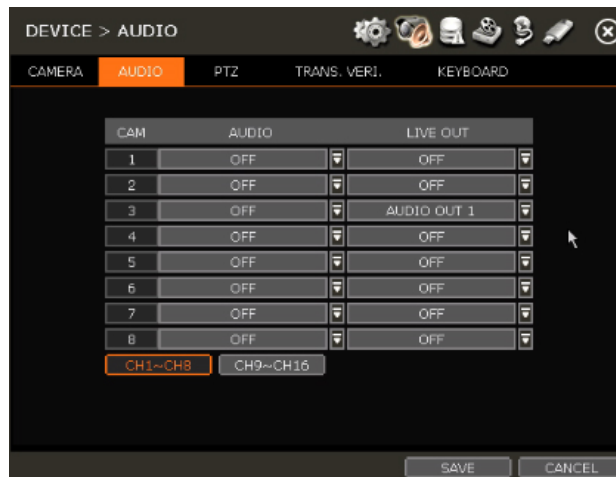 DEVICE > AUDIO
CAMERA AUDIO PTZ TRANS. VERI. KEYBOARD
CAM AUDIO LIVE OUT
1 OFF OFF
2 OFF OFF
3 OFF AUDIO OUT 1
4 OFF OFF
5 OFF OFF
6 OFF OFF
7 OFF OFF
8 OFF OFF
CH1~CH8 CH9~CH16
SAVE CANCEL